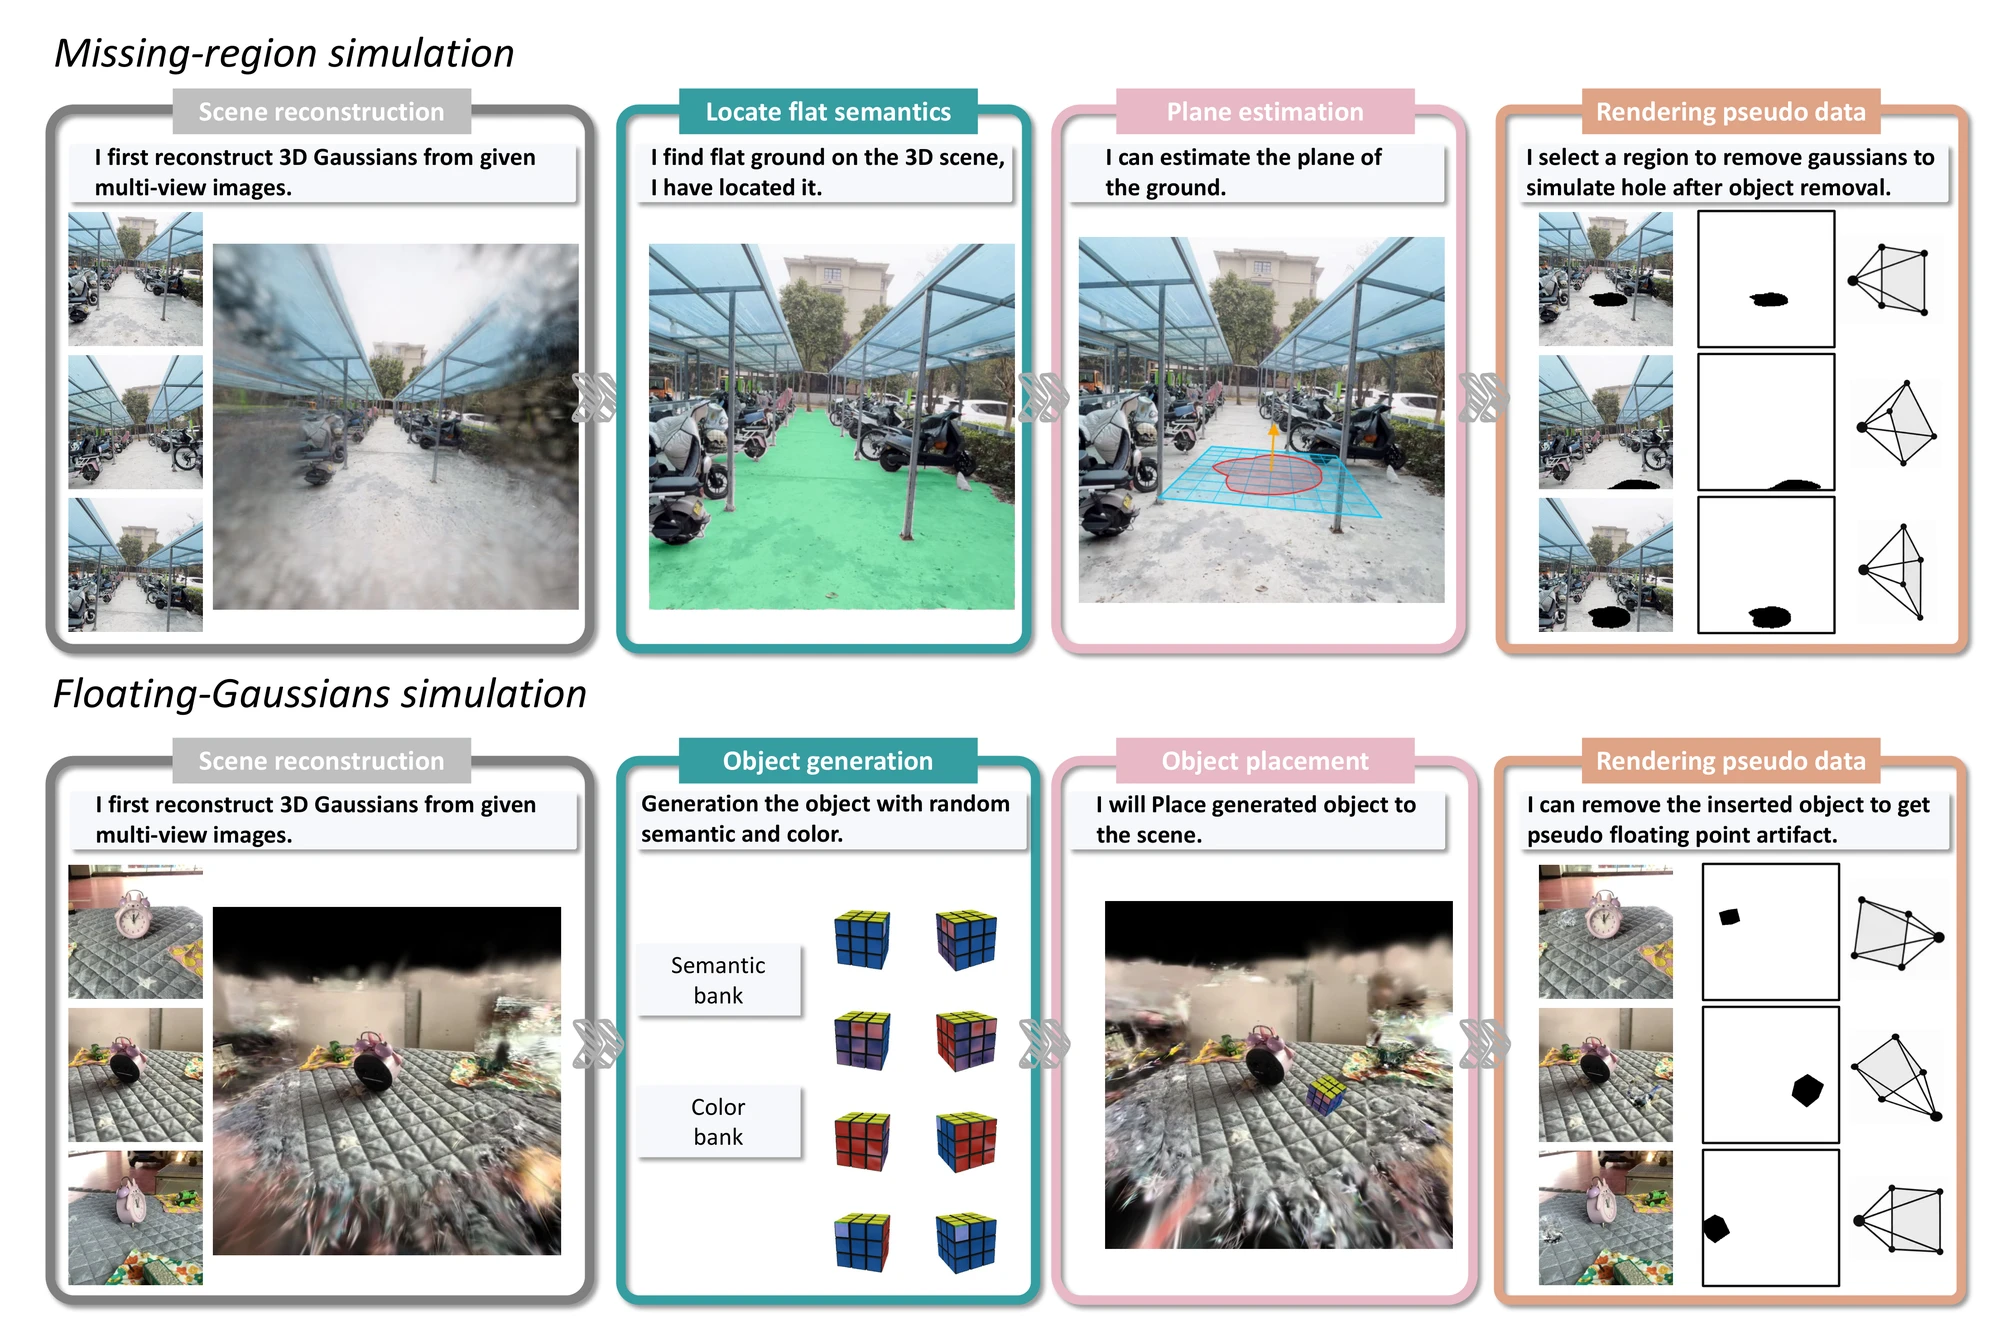 Missing-region simulation
Scene reconstruction
I first reconstruct 3D Gaussians from given
multi-view images.
Locate flat semantics
I find flat ground on the 3D scene,
I have located it.
Plane estimation
I can estimate the plane of
the ground.
Rendering pseudo data
I select a region to remove gaussians to
simulate hole after object removal.
Floating-Gaussians simulation
Scene reconstruction
I first reconstruct 3D Gaussians from given
multi-view images.
Object generation
Generation the object with random
semantic and color.
Semantic
bank
Color
bank
Object placement
I will Place generated object to
the scene.
Rendering pseudo data
I can remove the inserted object to get
pseudo floating point artifact.